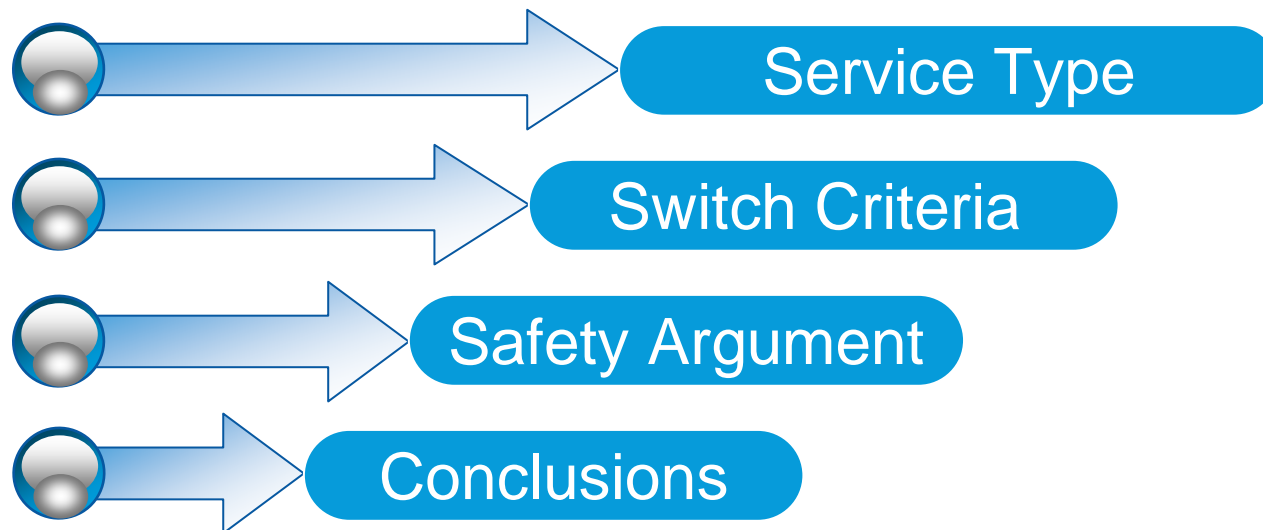 Service Type
Switch Criteria
Safety Argument
Conclusions